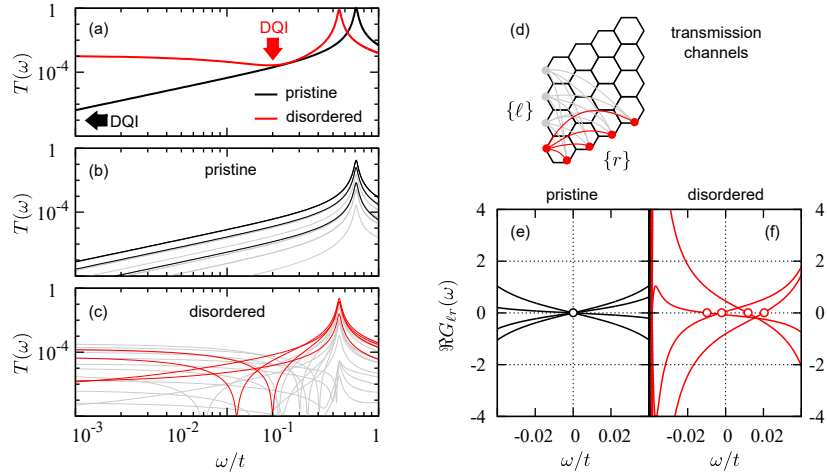 (a)
DQI
1
10^{-4}
T(ω)
pristine
disordered
DQI
(b)
pristine
1
10^{-4}
T(ω)
(c)
disordered
1
10^{-4}
T(ω)
10^{-3}
10^{-2}
10^{-1}
1
ω/t
(d)
transmission
channels
{ℓ}
{r}
pristine
disordered
(e)
(f)
4
2
0
-2
-4
ℜG_{ℓr}(ω)
4
2
0
-2
-4
-0.02
0
0.02
-0.02
0
0.02
ω/t
ω/t